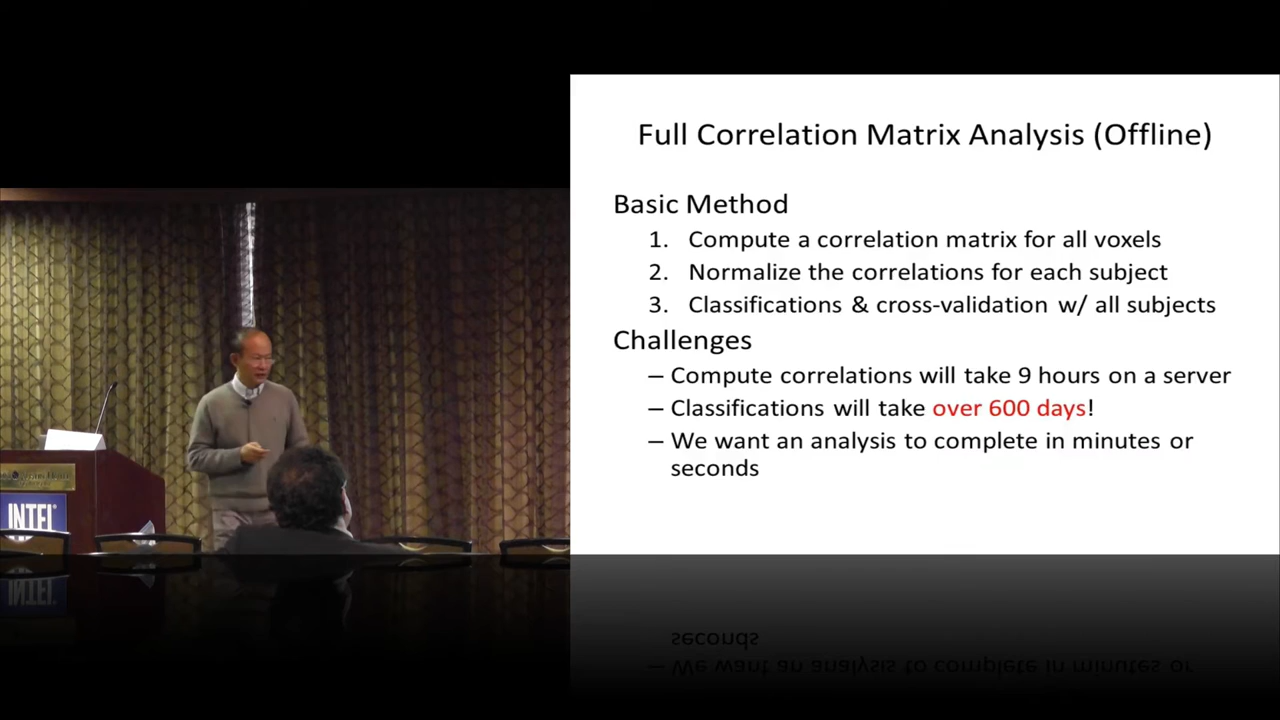 Full Correlation Matrix Analysis (Offline)
Basic Method
1. Compute a correlation matrix for all voxels
2. Normalize the correlations for each subject
3. Classifications & cross-validation w/ all subjects
Challenges
– Compute correlations will take 9 hours on a server
– Classifications will take over 600 days!
– We want an analysis to complete in minutes or
seconds
INTEL